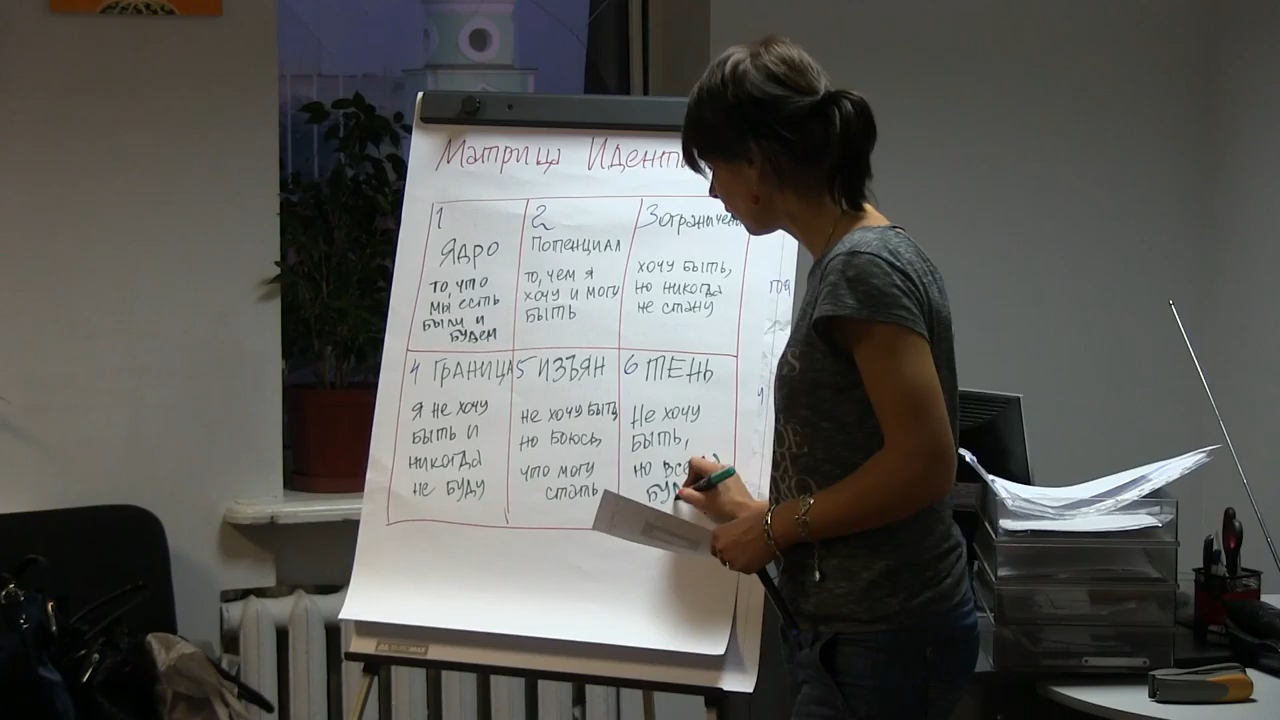 Матрица Иденти
1
Ядро
то, что
мы есть
были и
будем
2
Потенциал
то, чем я
хочу и могу
быть
3 ограничен
хочу быть,
но никогда
не стану
4 Граница
я не хочу
быть и
никогда
не буду
5 Изъян
не хочу быть
но боюсь,
что могу
стать
6 Тень
Не хочу
быть,
но все
бу